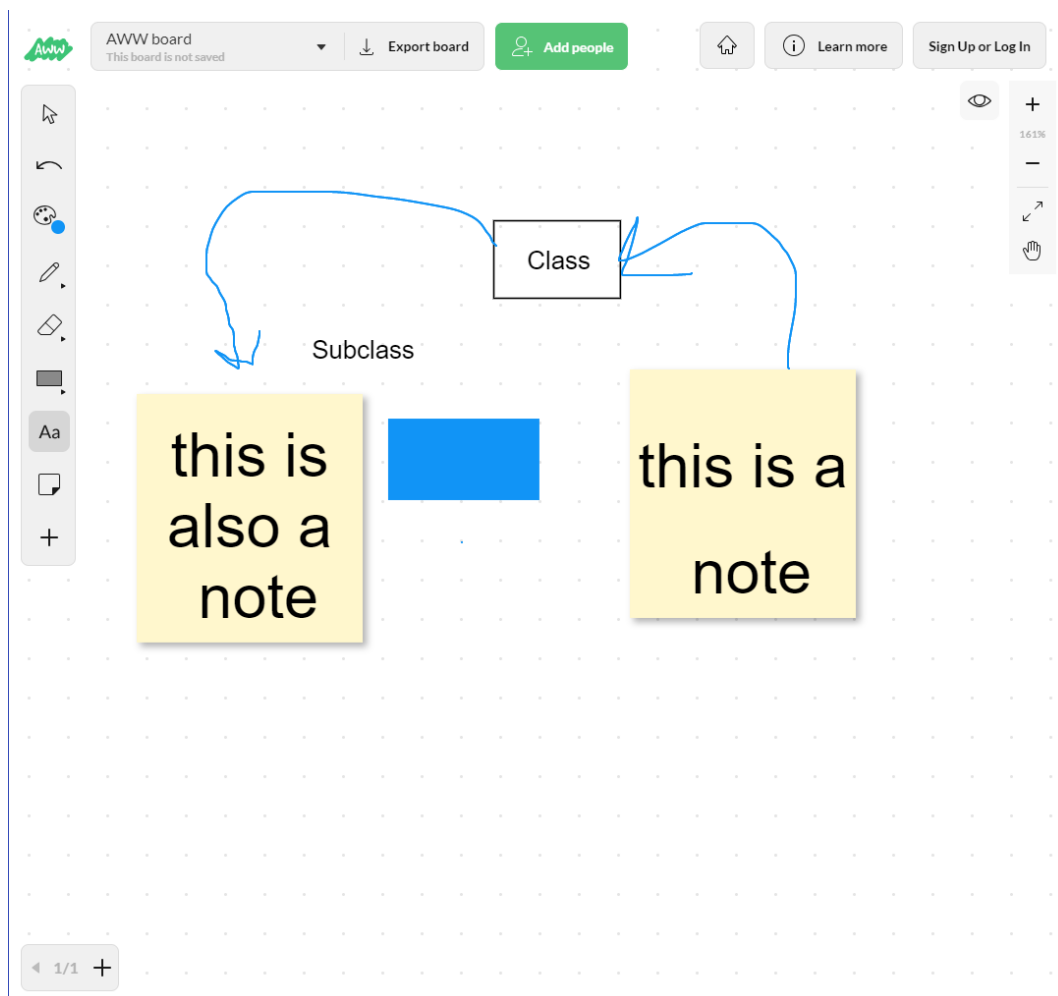 AWW
AWW board
This board is not saved
Export board
Add people
Learn more
Sign Up or Log In
161%
Class
Subclass
this is
also a
note
this is a
note
Aa
1/1